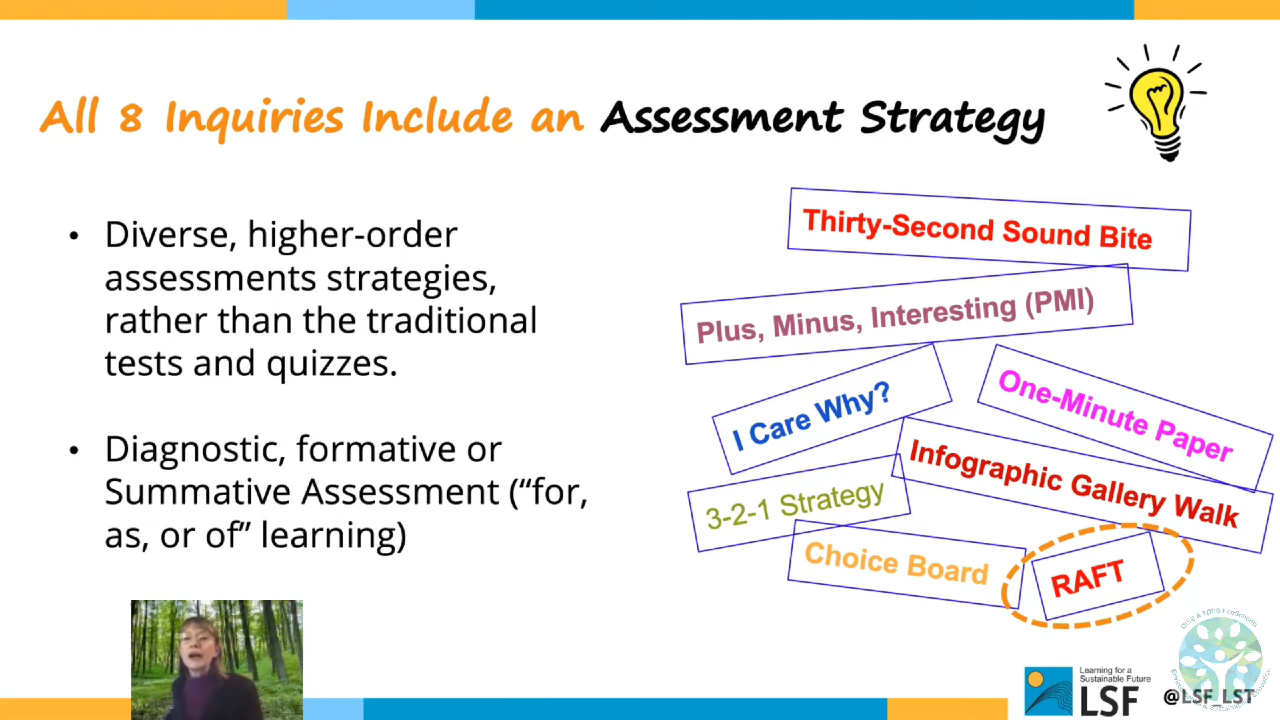 All 8 Inquiries Include an Assessment Strategy
• Diverse, higher-order
assessments strategies,
rather than the traditional
tests and quizzes.
• Diagnostic, formative or
Summative Assessment (“for,
as, or of” learning)
Thirty-Second Sound Bite
Plus, Minus, Interesting (PMI)
I Care Why?
One-Minute Paper
Infographic Gallery Walk
3-2-1 Strategy
Choice Board
RAFT
Learning for a
Sustainable Future
LSF
@LSF_LST